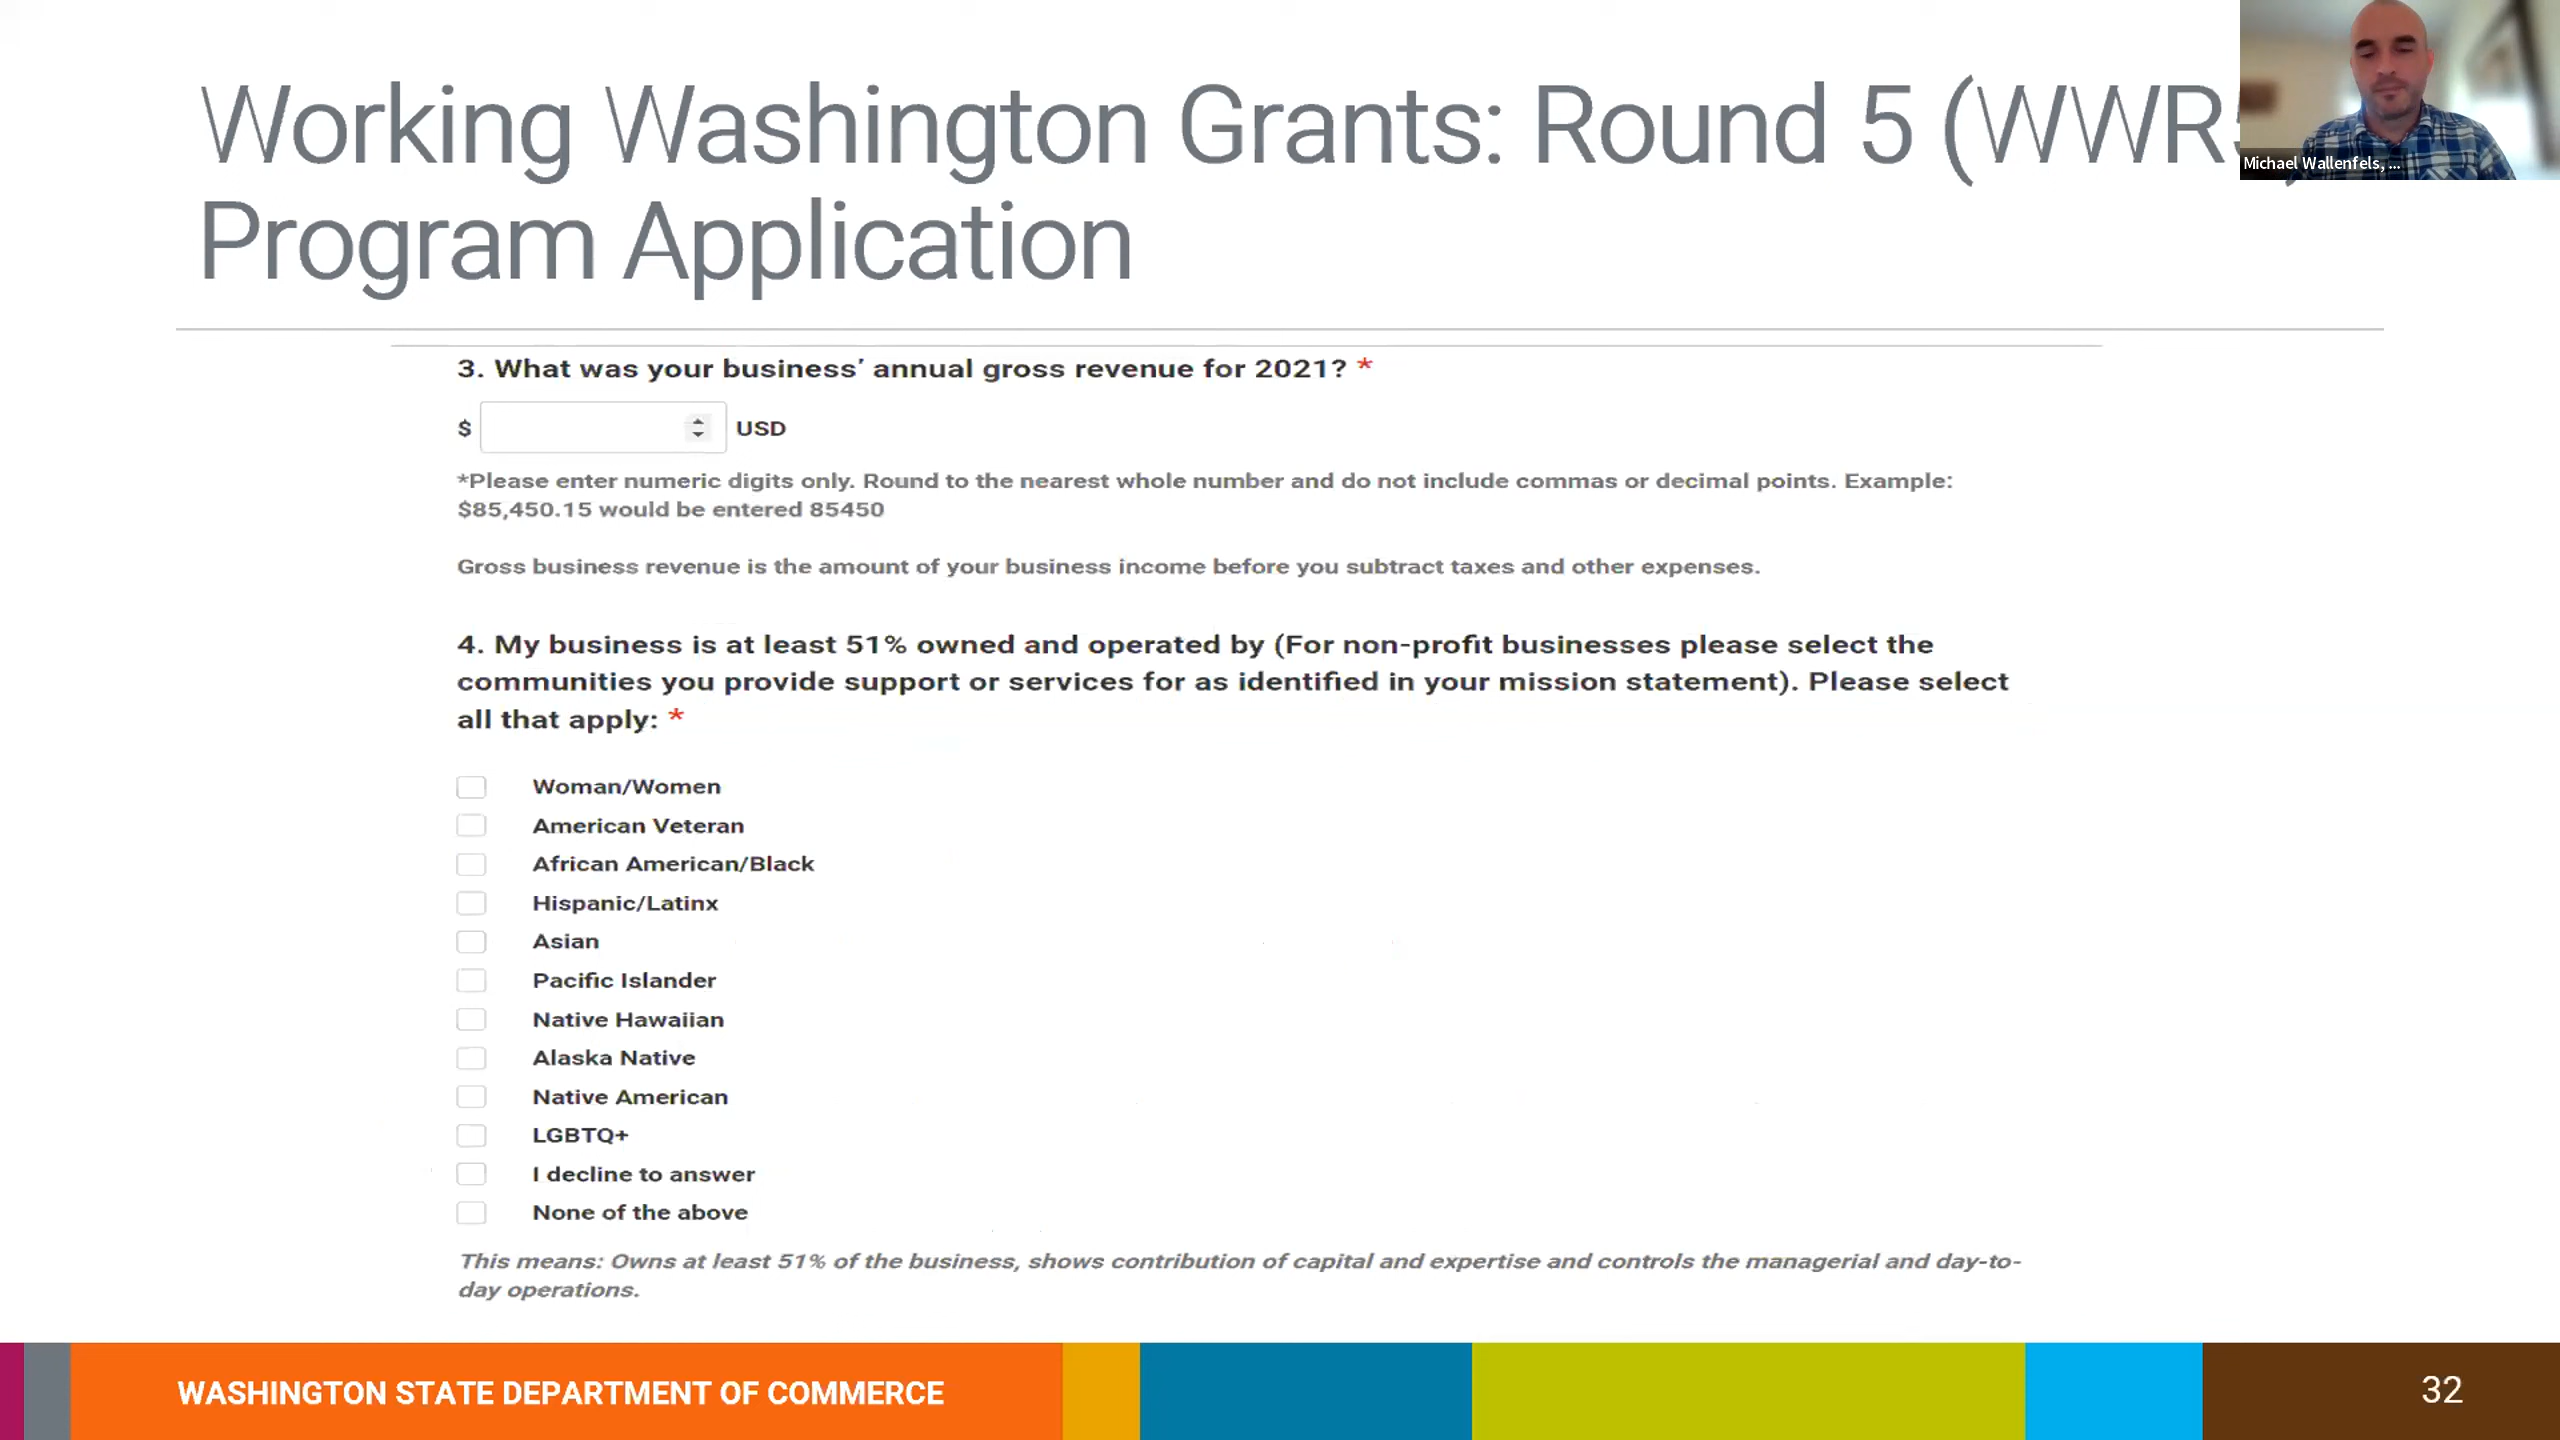 Working Washington Grants: Round 5 (WWR
Program Application
Michael Wallenfels, ...
3. What was your business’ annual gross revenue for 2021? *
$ USD
*Please enter numeric digits only. Round to the nearest whole number and do not include commas or decimal points. Example:
$85,450.15 would be entered 85450
Gross business revenue is the amount of your business income before you subtract taxes and other expenses.
4. My business is at least 51% owned and operated by (For non-profit businesses please select the
communities you provide support or services for as identified in your mission statement). Please select
all that apply: *
Woman/Women
American Veteran
African American/Black
Hispanic/Latinx
Asian
Pacific Islander
Native Hawaiian
Alaska Native
Native American
LGBTQ+
I decline to answer
None of the above
This means: Owns at least 51% of the business, shows contribution of capital and expertise and controls the managerial and day-to-
day operations.
WASHINGTON STATE DEPARTMENT OF COMMERCE
32